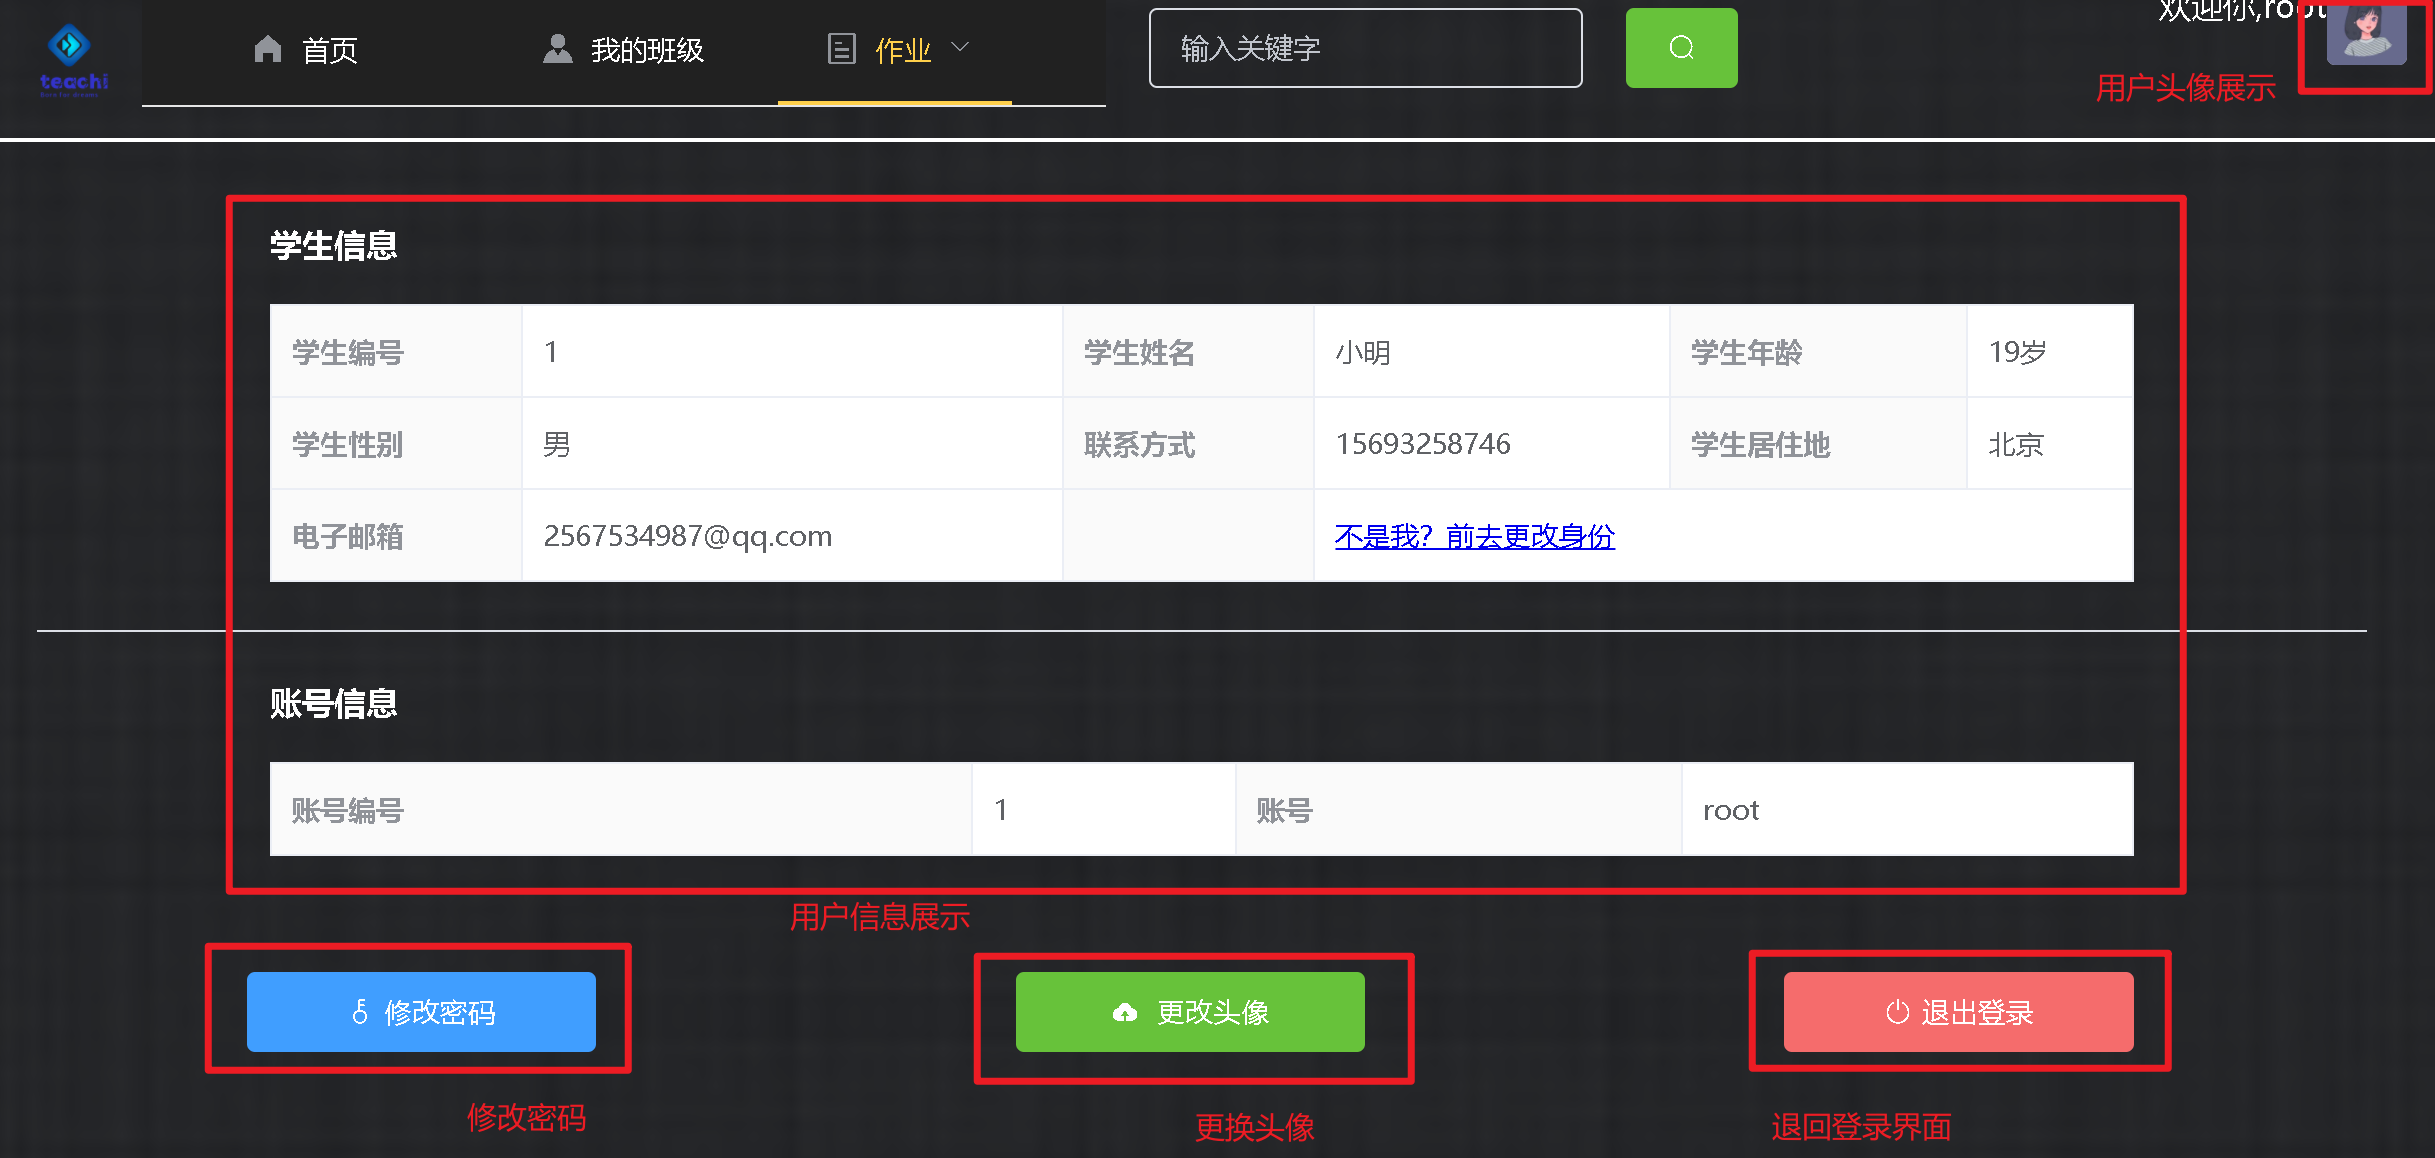 teachi
首页
我的班级
作业
输入关键字
欢迎你,root
用户头像展示
学生信息
学生编号 1 学生姓名 小明 学生年龄 19岁
学生性别 男 联系方式 15693258746 学生居住地 北京
电子邮箱 2567534987@qq.com 不是我？前去更改身份
账号信息
账号编号 1 账号 root
用户信息展示
修改密码 更改头像 退出登录
修改密码 更换头像 退回登录界面